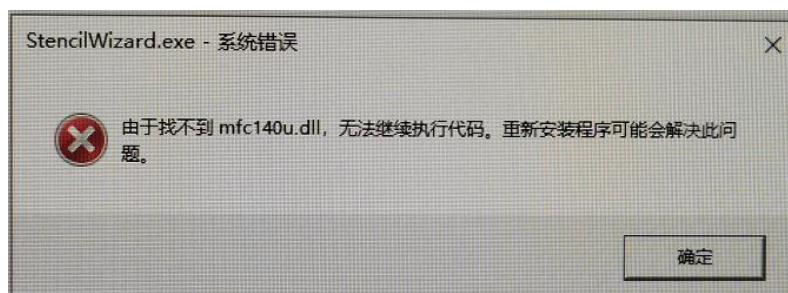 StencilWizard.exe - 系统错误
由于找不到 mfc140u.dll，无法继续执行代码。重新安装程序可能会解决此问
题。
确定